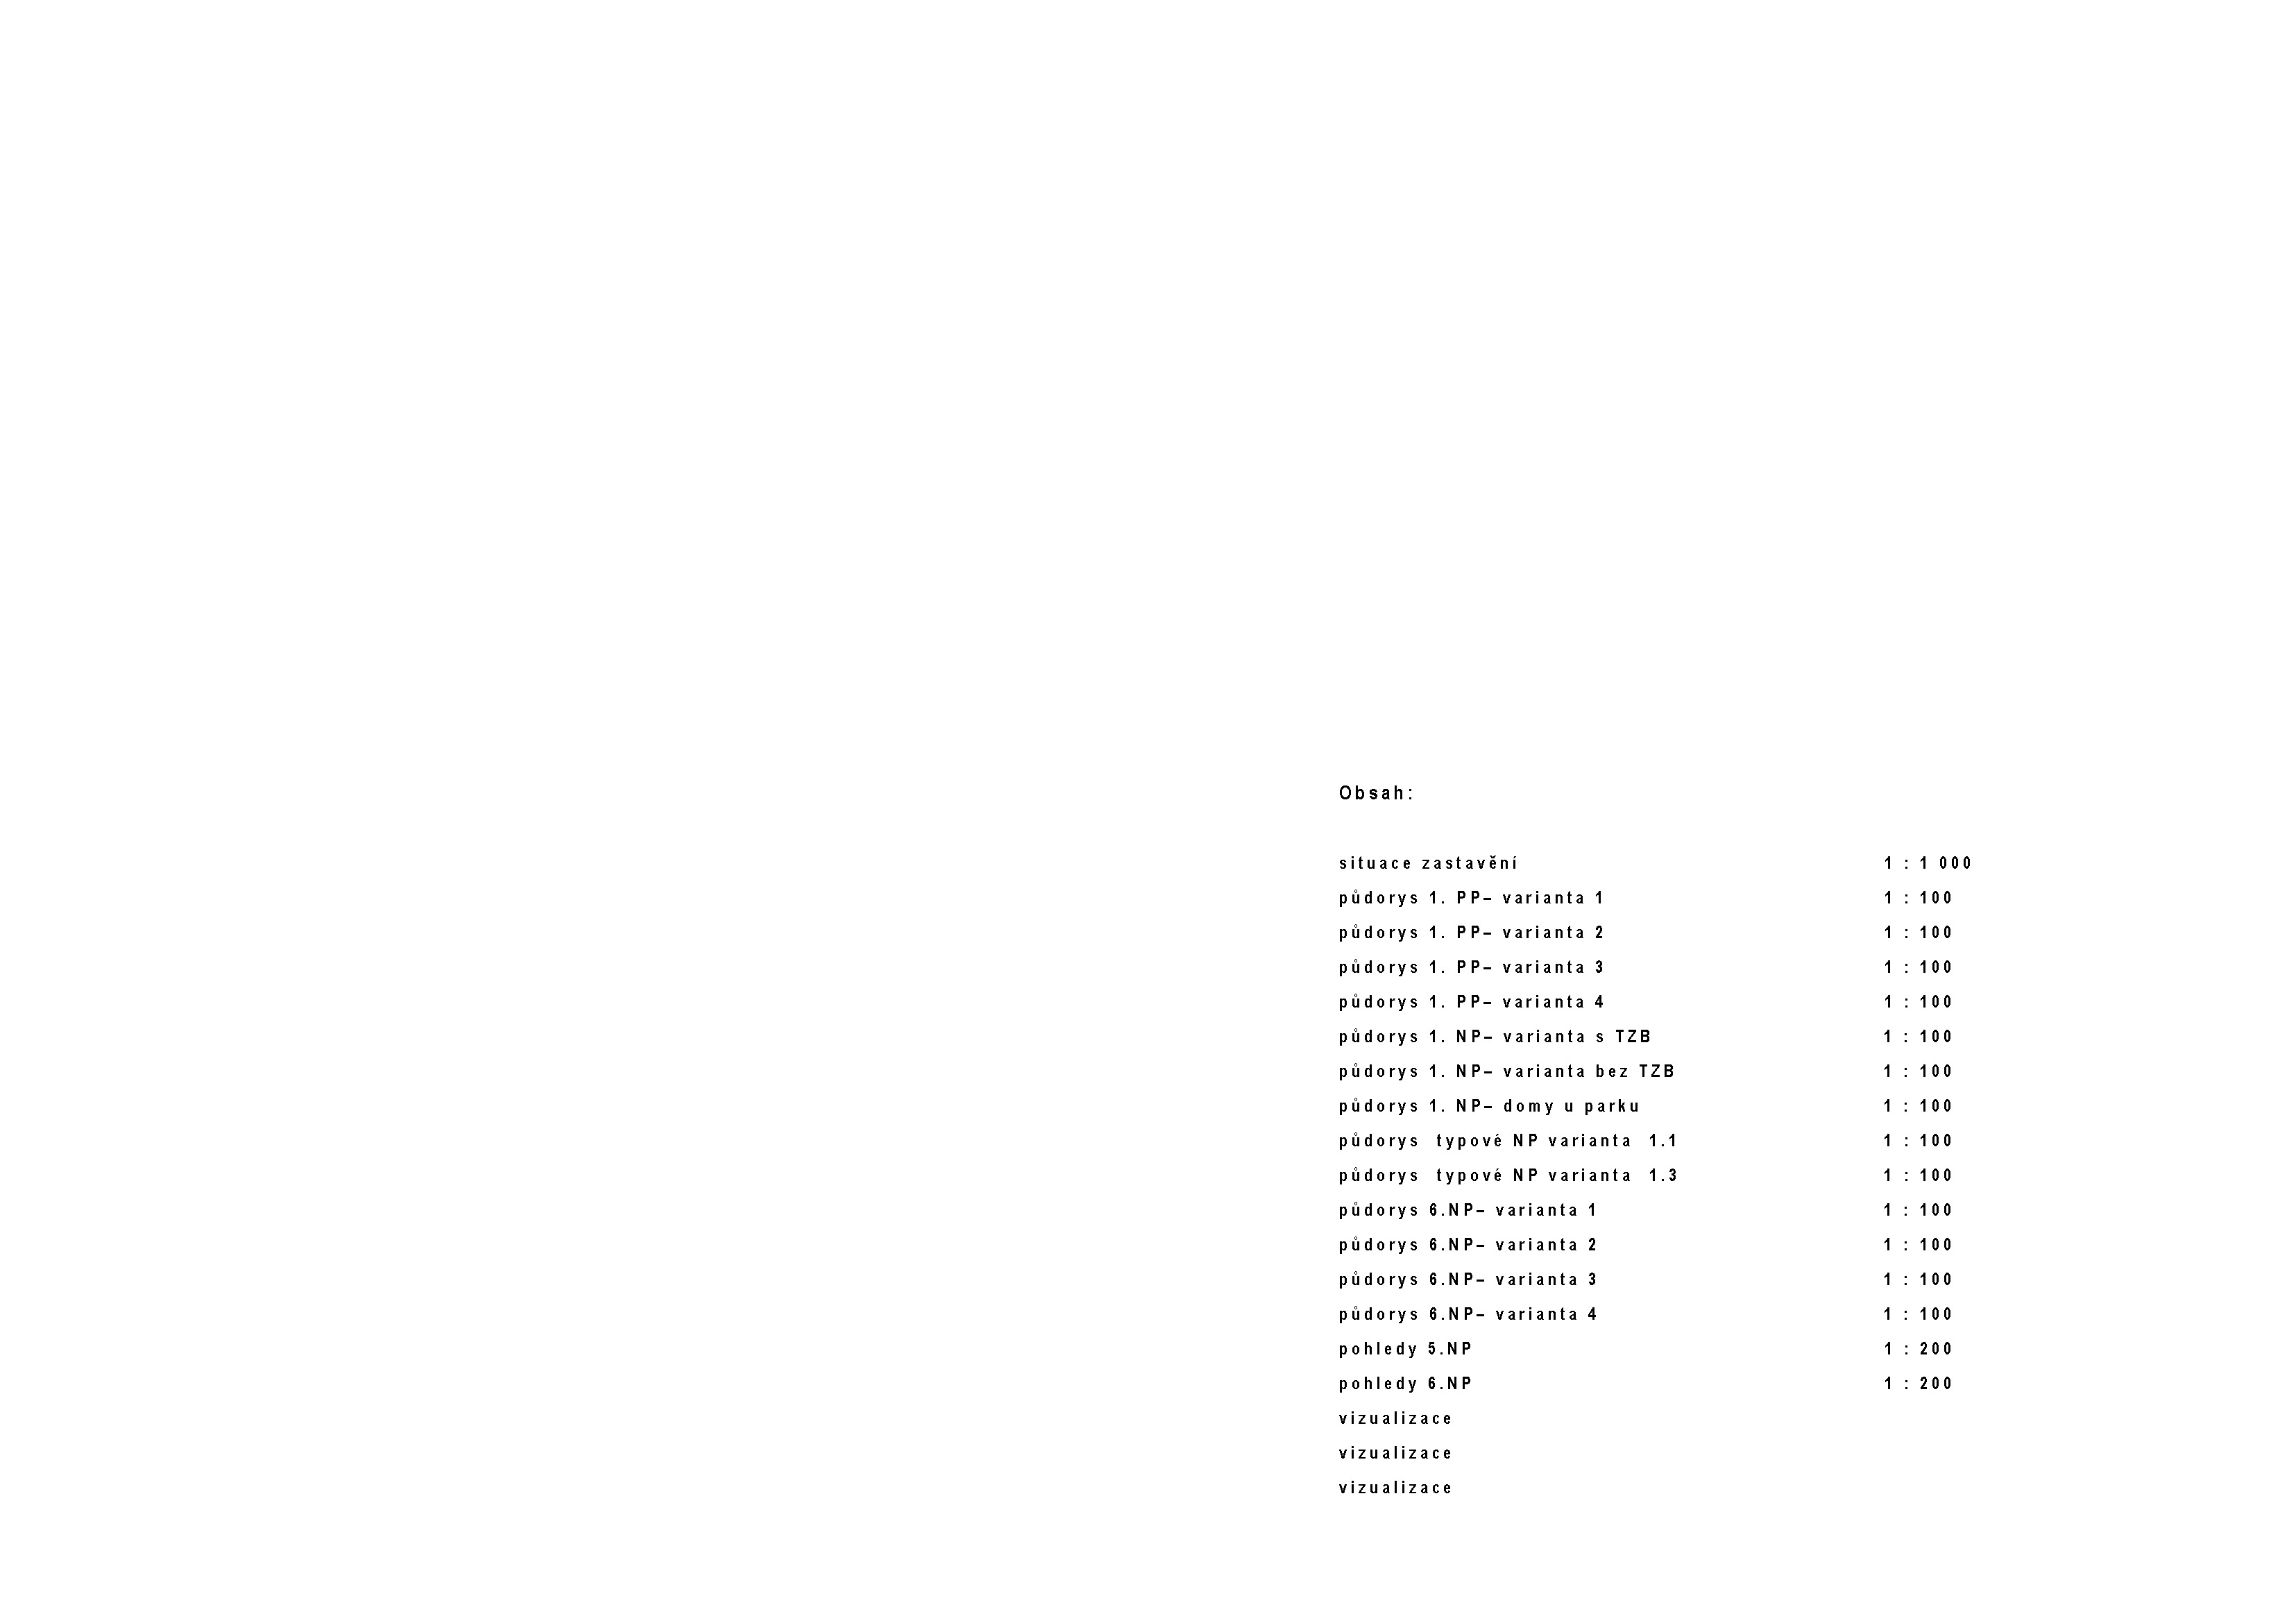 Obsah:
situace zastavění 1 : 1 000
půdorys 1. PP– varianta 1 1 : 100
půdorys 1. PP– varianta 2 1 : 100
půdorys 1. PP– varianta 3 1 : 100
půdorys 1. PP– varianta 4 1 : 100
půdorys 1. NP– varianta s TZB 1 : 100
půdorys 1. NP– varianta bez TZB 1 : 100
půdorys 1. NP– domy u parku 1 : 100
půdorys typové NP varianta 1.1 1 : 100
půdorys typové NP varianta 1.3 1 : 100
půdorys 6.NP– varianta 1 1 : 100
půdorys 6.NP– varianta 2 1 : 100
půdorys 6.NP– varianta 3 1 : 100
půdorys 6.NP– varianta 4 1 : 100
pohledy 5.NP 1 : 200
pohledy 6.NP 1 : 200
vizualizace
vizualizace
vizualizace